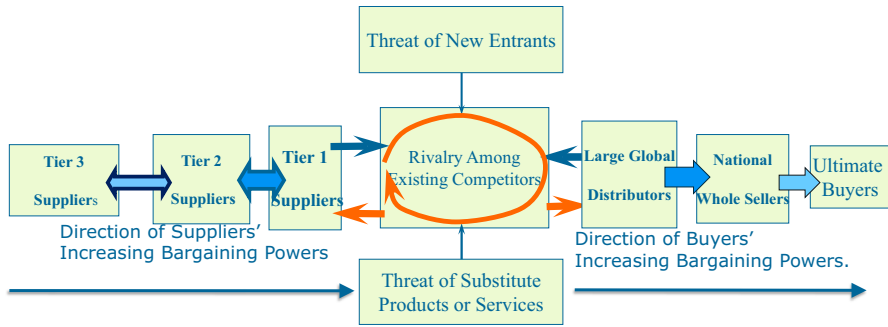 Threat of New Entrants
Tier 3
Suppliers
Tier 2
Suppliers
Tier 1
Suppliers
Rivalry Among
Existing Competitors
Large Global
Distributors
National
Whole Sellers
Ultimate
Buyers
Direction of Suppliers’
Increasing Bargaining Powers
Threat of Substitute
Products or Services
Direction of Buyers’
Increasing Bargaining Powers.